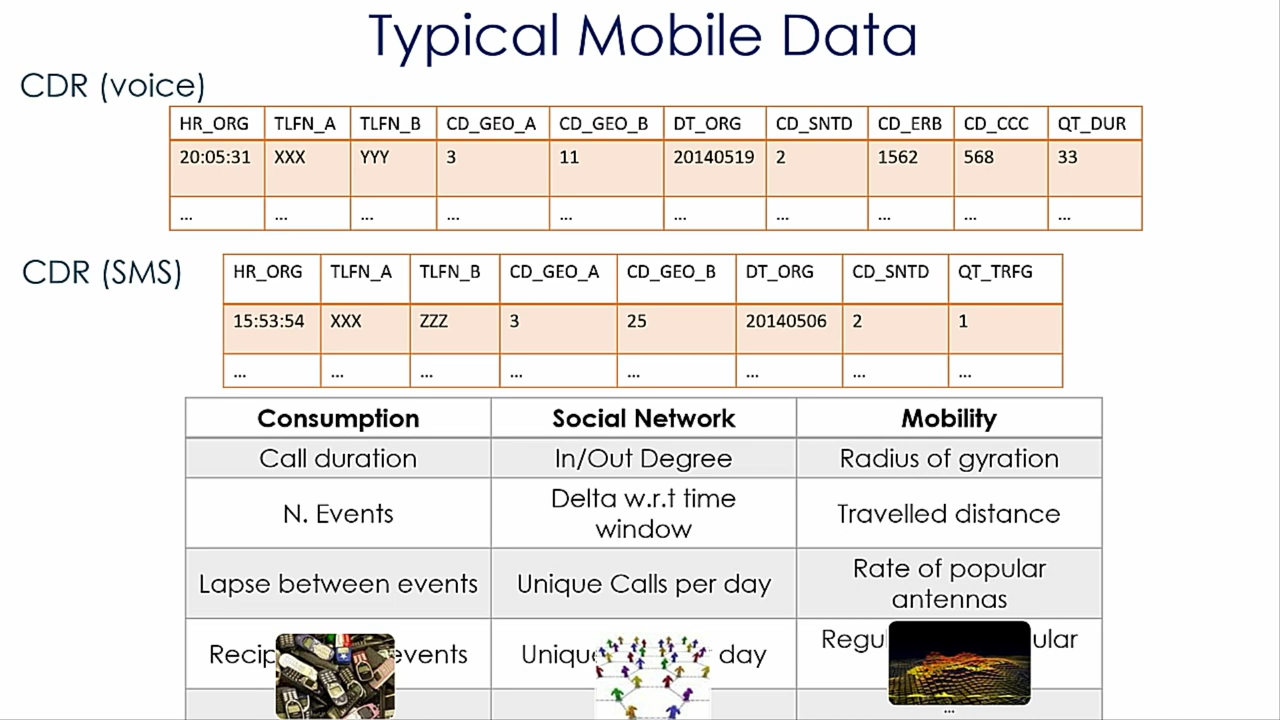 Typical Mobile Data
CDR (voice)
HR_ORG TLFN_A TLFN_B CD_GEO_A CD_GEO_B DT_ORG CD_SNTD CD_ERB CD_CCC QT_DUR
20:05:31 XXX YYY 3 11 20140519 2 1562 568 33
... ... ... ... ... ... ... ... ... ...
CDR (SMS)
HR_ORG TLFN_A TLFN_B CD_GEO_A CD_GEO_B DT_ORG CD_SNTD QT_TRFG
15:53:54 XXX ZZZ 3 25 20140506 2 1
... ... ... ... ... ... ... ...
Consumption Social Network Mobility
Call duration In/Out Degree Radius of gyration
N. Events Delta w.r.t time window Travelled distance
Lapse between events Unique Calls per day Rate of popular antennas
events day
...